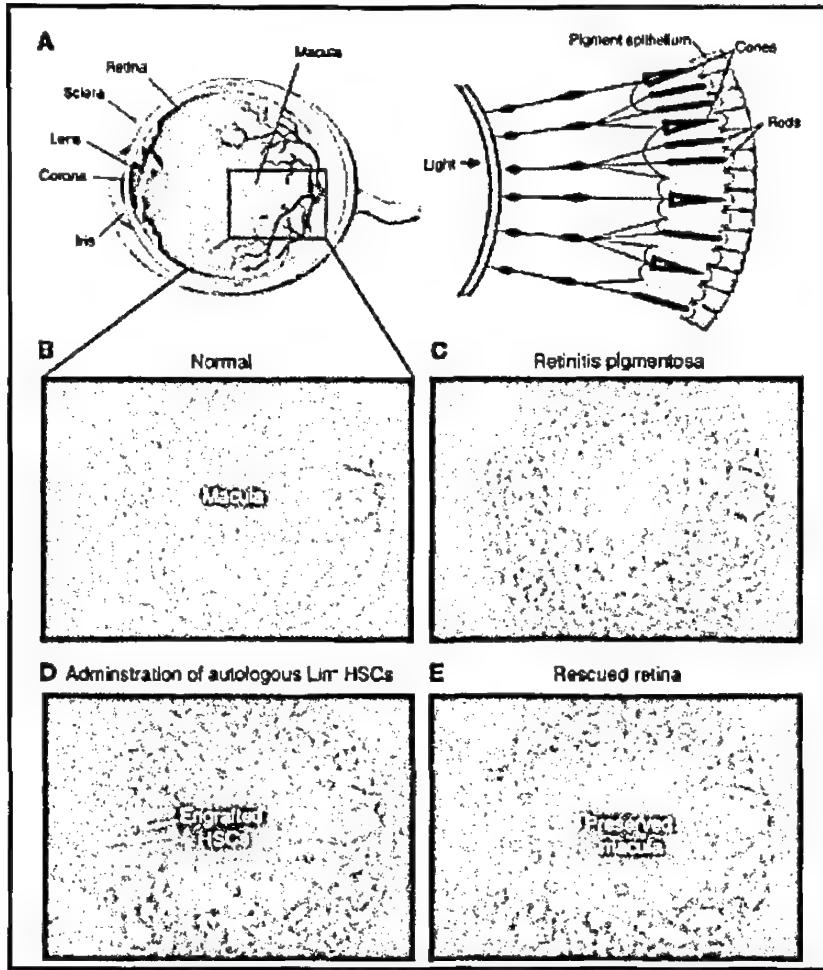 A
Macula
Retina
Sclera
Lens
Cornea
Iris
Pigment epithelium
Cones
Rods
Light
B
Normal
Macula
C
Retinitis pigmentosa
D Adminstration of autologous Lin⁻ HSCs
Engrafted
HSCs
E
Rescued retina
Preserved
macula